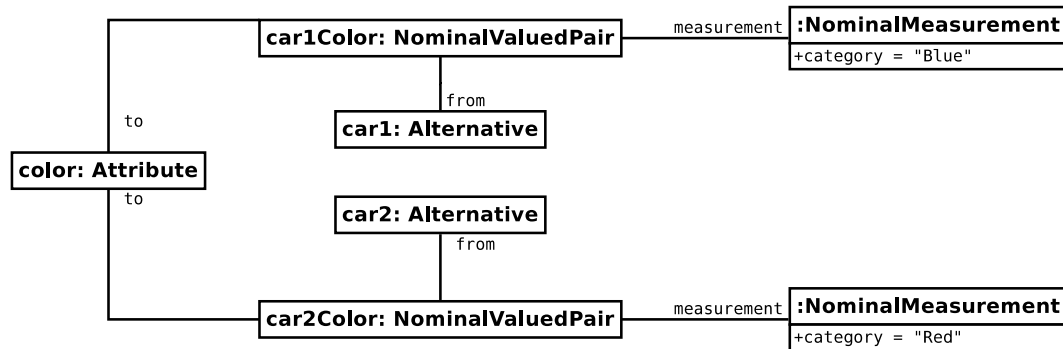 car1Color: NominalValuedPair
measurement
:NominalMeasurement
+category = "Blue"
from
car1: Alternative
to
color: Attribute
to
car2: Alternative
from
car2Color: NominalValuedPair
measurement
:NominalMeasurement
+category = "Red"